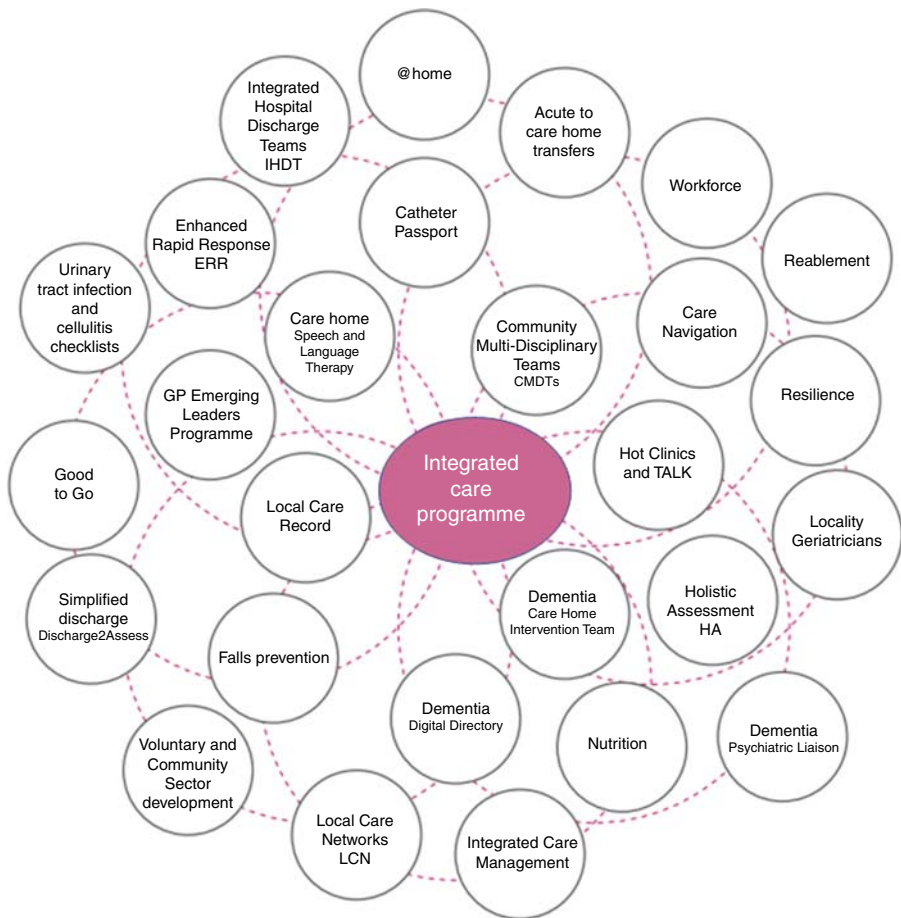 @home
Integrated
Hospital
Discharge
Teams
IHDT
Acute to
care home
transfers
Workforce
Catheter
Passport
Enhanced
Rapid Response
ERR
Reablement
Urinary
tract infection
and
cellulitis
checklists
Care home
Speech and
Language
Therapy
Community
Multi-Disciplinary
Teams
CMDTs
Care
Navigation
GP Emerging
Leaders
Programme
Resilience
Good
to Go
Integrated
care
programme
Hot Clinics
and TALK
Local Care
Record
Locality
Geriatricians
Simplified
discharge
Discharge2Assess
Dementia
Care Home
Intervention Team
Holistic
Assessment
HA
Falls prevention
Dementia
Digital Directory
Nutrition
Dementia
Psychiatric Liaison
Voluntary and
Community
Sector
development
Local Care
Networks
LCN
Integrated Care
Management